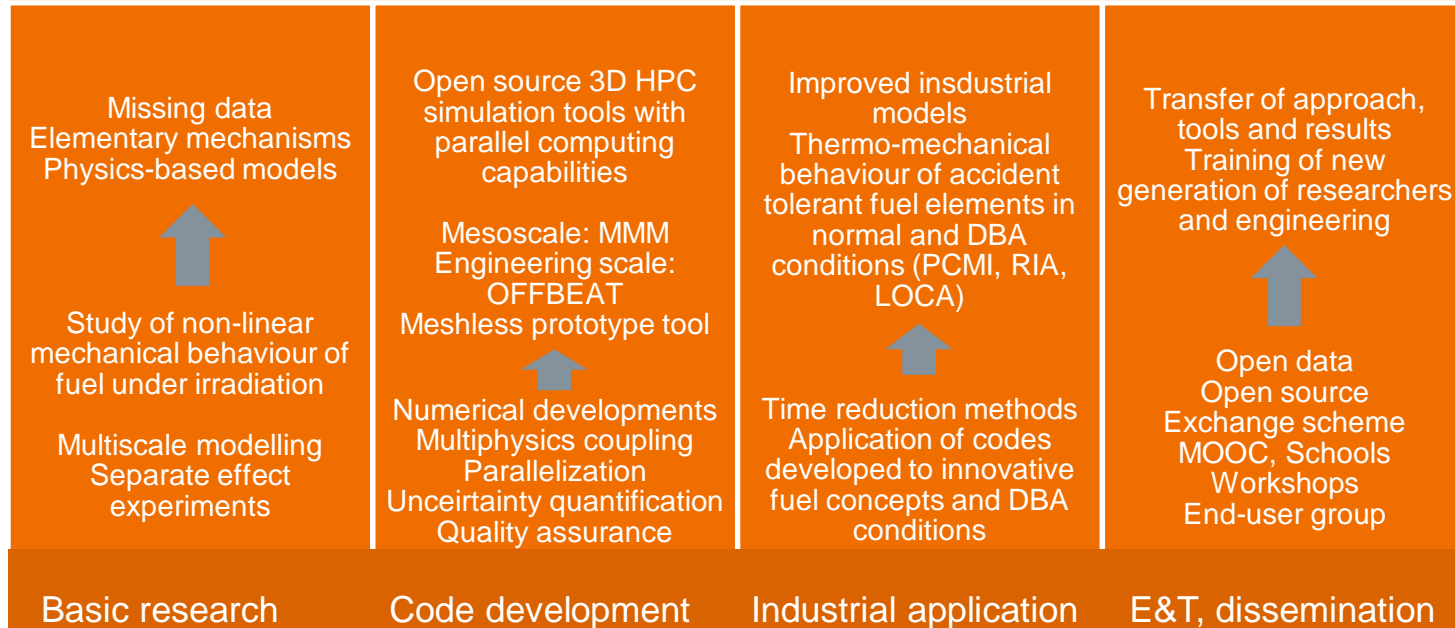 Missing data
Elementary mechanisms
Physics-based models
Study of non-linear
mechanical behaviour of
fuel under irradiation
Multiscale modelling
Separate effect
experiments
Basic research
Open source 3D HPC
simulation tools with
parallel computing
capabilities
Mesoscale: MMM
Engineering scale:
OFFBEAT
Meshless prototype tool
Numerical developments
Multiphysics coupling
Parallelization
Unceirtainty quantification
Quality assurance
Code development
Improved insdustrial
models
Thermo-mechanical
behaviour of accident
tolerant fuel elements in
normal and DBA
conditions (PCMI, RIA,
LOCA)
Time reduction methods
Application of codes
developed to innovative
fuel concepts and DBA
conditions
Industrial application
Transfer of approach,
tools and results
Training of new
generation of researchers
and engineering
Open data
Open source
Exchange scheme
MOOC, Schools
Workshops
End-user group
E&T, dissemination